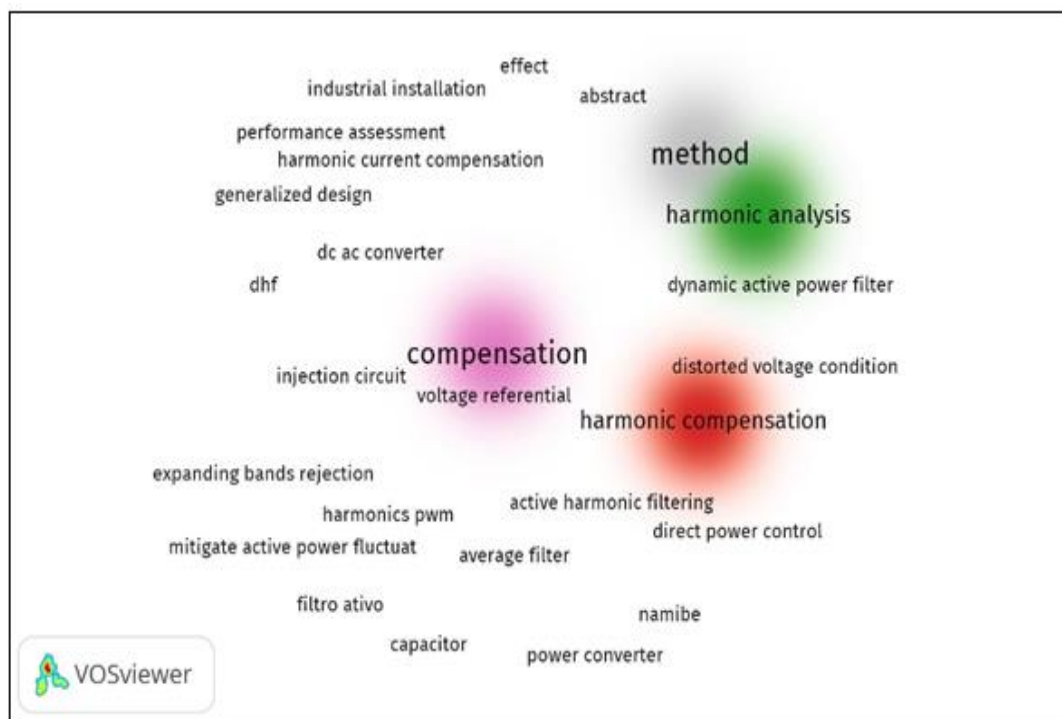 effect
industrial installation
abstract
performance assessment
method
harmonic current compensation
generalized design
harmonic analysis
dc ac converter
dhf
dynamic active power filter
compensation
distorted voltage condition
injection circuit
voltage referential
harmonic compensation
expanding bands rejection
active harmonic filtering
harmonics pwm
direct power control
mitigate active power fluctuat
average filter
filtro ativo
namibe
capacitor
power converter
VOSviewer